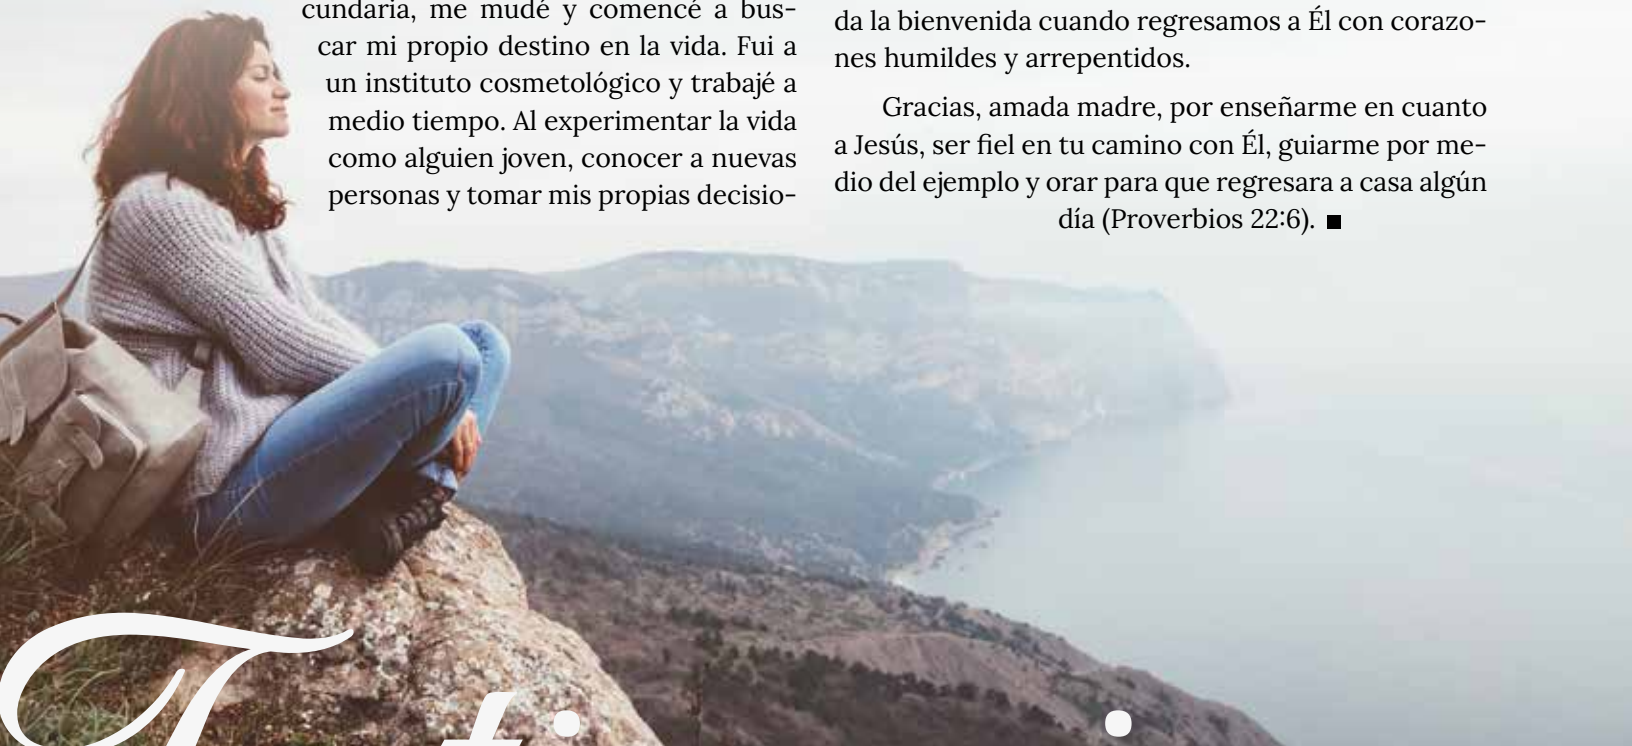 cundaria, me mudé y comencé a bus-
car mi propio destino en la vida. Fui a
un instituto cosmetológico y trabajé a
medio tiempo. Al experimentar la vida
como alguien joven, conocer a nuevas
personas y tomar mis propias decisio-
da la bienvenida cuando regresamos a Él con corazo-
nes humildes y arrepentidos.
Gracias, amada madre, por enseñarme en cuanto
a Jesús, ser fiel en tu camino con Él, guiarme por me-
dio del ejemplo y orar para que regresara a casa algún
día (Proverbios 22:6). ■